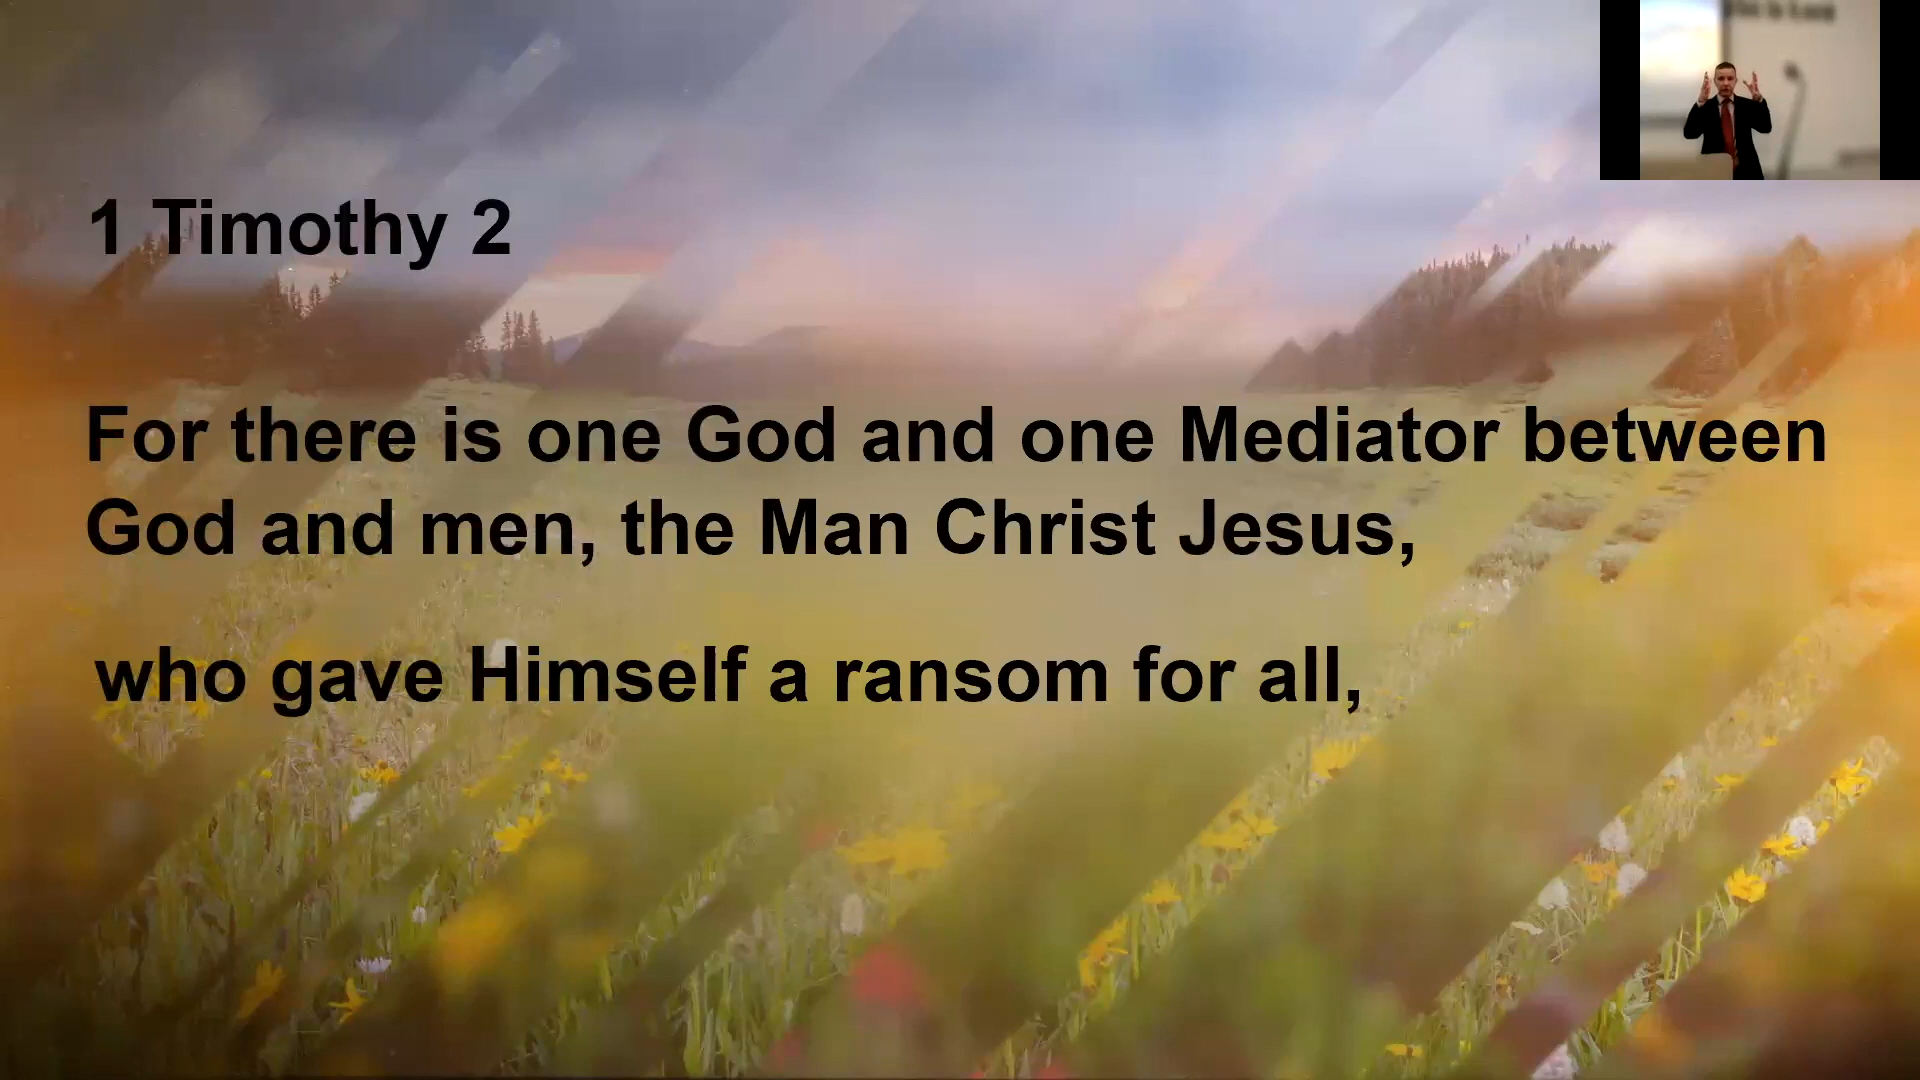 1 Timothy 2
For there is one God and one Mediator between
God and men, the Man Christ Jesus,
who gave Himself a ransom for all,